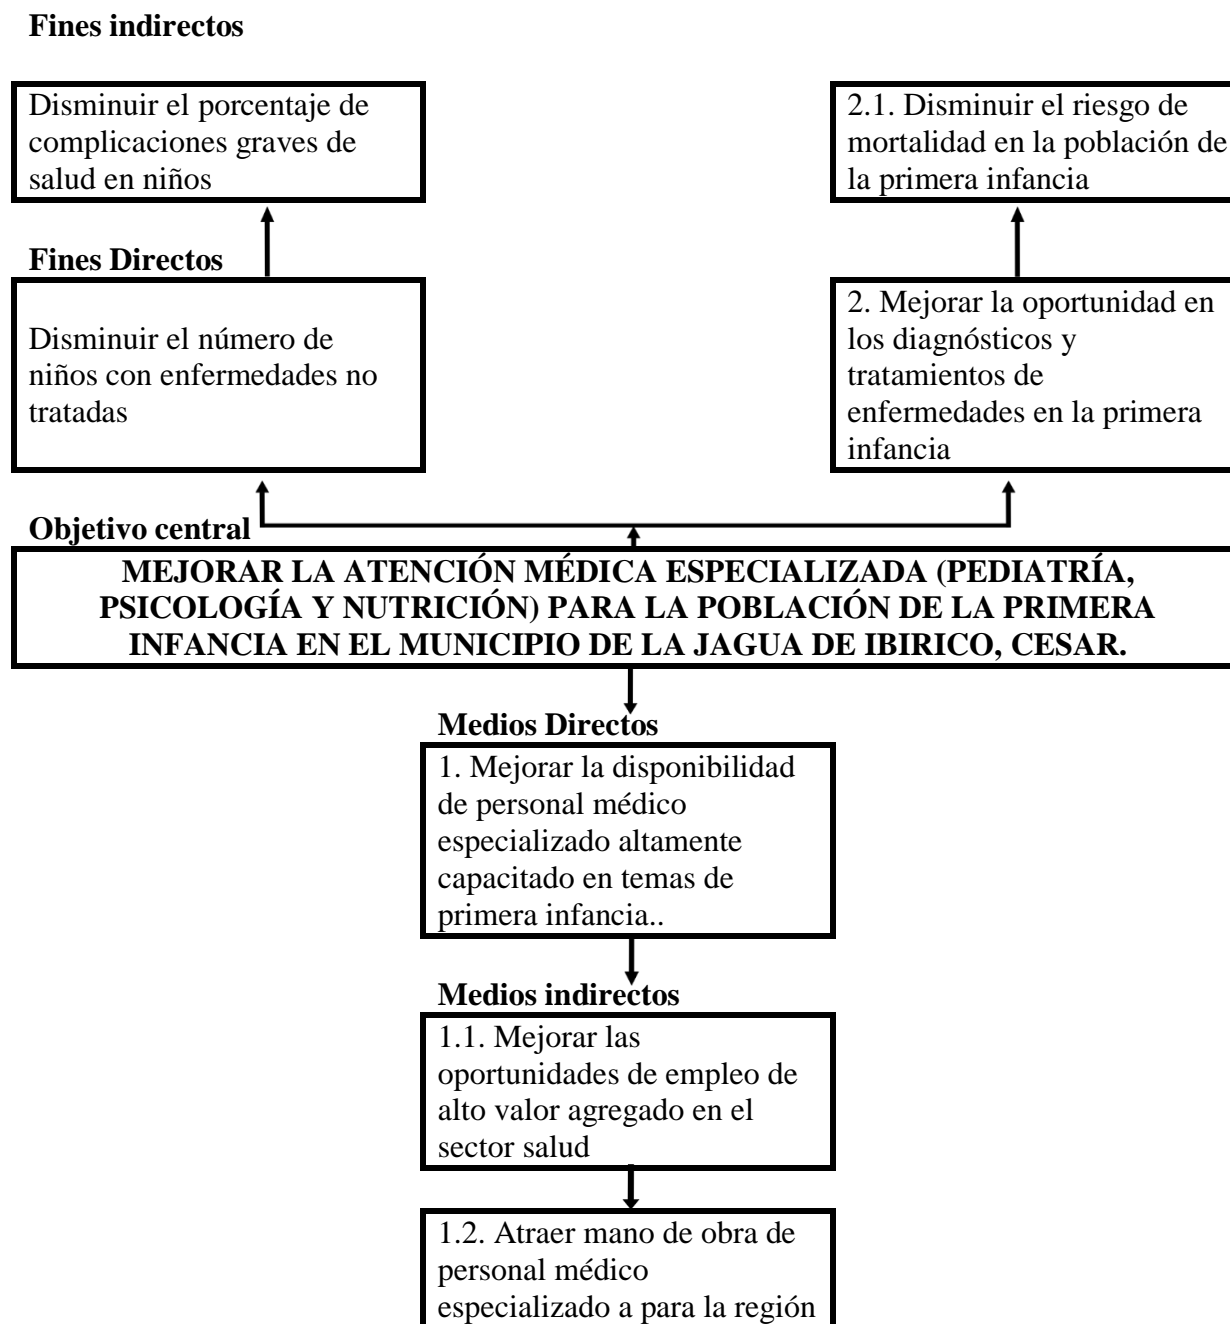 Fines indirectos
Disminuir el porcentaje de
complicaciones graves de
salud en niños
2.1. Disminuir el riesgo de
mortalidad en la población de
la primera infancia
Fines Directos
Disminuir el número de
niños con enfermedades no
tratadas
2. Mejorar la oportunidad en
los diagnósticos y
tratamientos de
enfermedades en la primera
infancia
Objetivo central
MEJORAR LA ATENCIÓN MÉDICA ESPECIALIZADA (PEDIATRÍA,
PSICOLOGÍA Y NUTRICIÓN) PARA LA POBLACIÓN DE LA PRIMERA
INFANCIA EN EL MUNICIPIO DE LA JAGUA DE IBIRICO, CESAR.
Medios Directos
1. Mejorar la disponibilidad
de personal médico
especializado altamente
capacitado en temas de
primera infancia..
Medios indirectos
1.1. Mejorar las
oportunidades de empleo de
alto valor agregado en el
sector salud
1.2. Atraer mano de obra de
personal médico
especializado a para la región